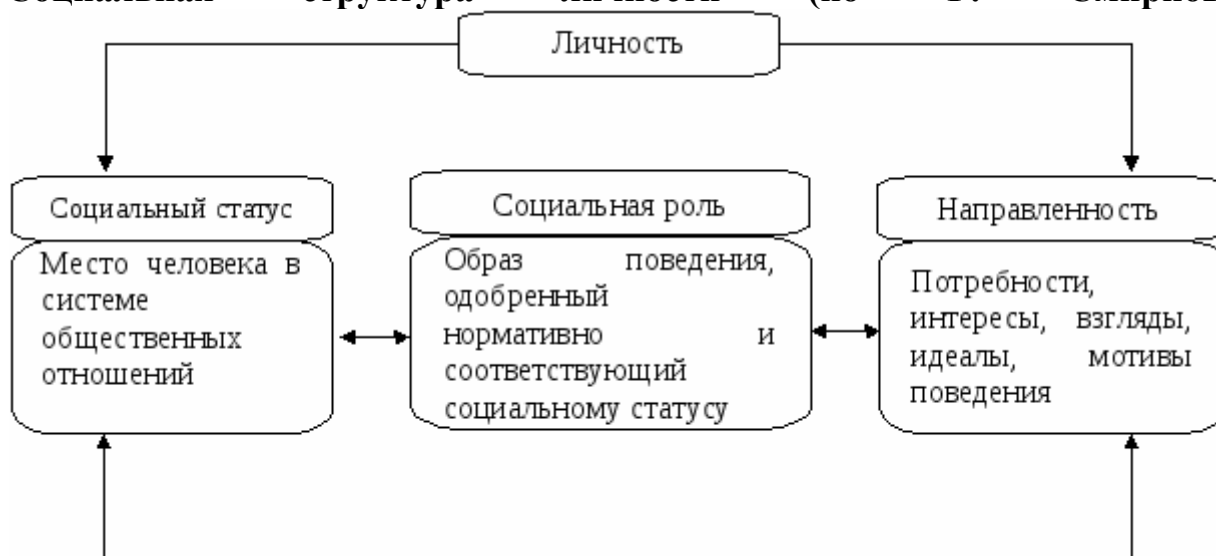 Социальная структура личности (по Смирнов
Личность
Социальный статус
Место человека в
системе
общественных
отношений
Социальная роль
Образ поведения,
одобренный
нормативно и
соответствующий
социальному статусу
Направленность
Потребности,
интересы, взгляды,
идеалы, мотивы
поведения